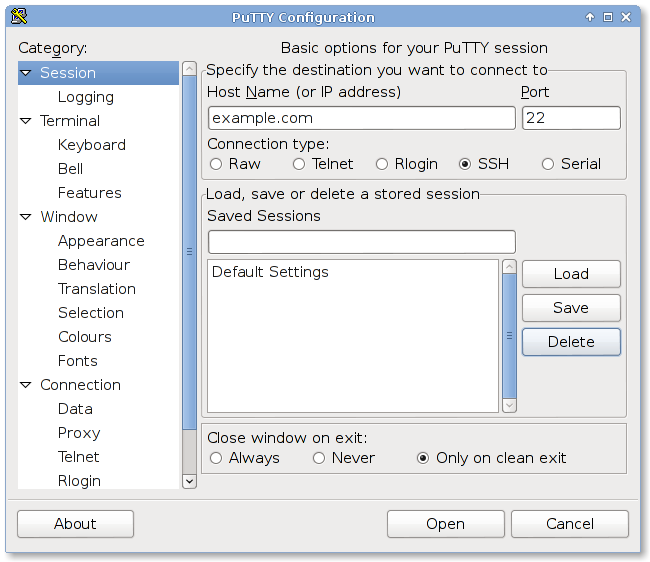 PuTTY Configuration
Category:
Session
Logging
Terminal
Keyboard
Bell
Features
Window
Appearance
Behaviour
Translation
Selection
Colours
Fonts
Connection
Data
Proxy
Telnet
Rlogin
Basic options for your PuTTY session
Specify the destination you want to connect to
Host Name (or IP address) Port
example.com 22
Connection type:
Raw Telnet Rlogin SSH Serial
Load, save or delete a stored session
Saved Sessions
Default Settings
Load
Save
Delete
Close window on exit:
Always Never Only on clean exit
About Open Cancel